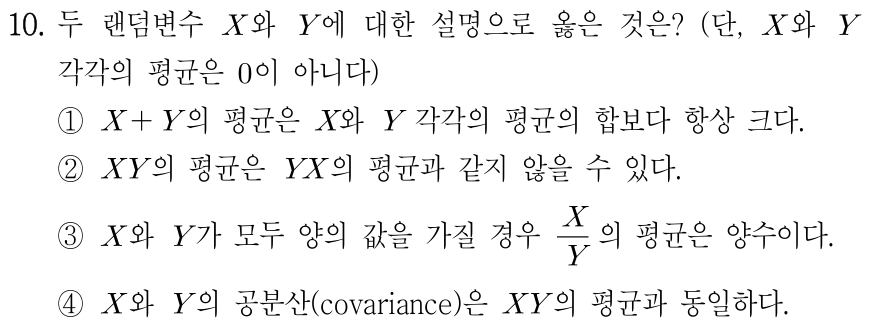 10. 두 랜덤변수 X와 Y에 대한 설명으로 옳은 것은? (단, X와 Y
각각의 평균은 0이 아니다)
① X+Y의 평균은 X와 Y 각각의 평균의 합보다 항상 크다.
② XY의 평균은 YX의 평균과 같지 않을 수 있다.
③ X와 Y가 모두 양의 값을 가질 경우 X/Y의 평균은 양수이다.
④ X와 Y의 공분산(covariance)은 XY의 평균과 동일하다.